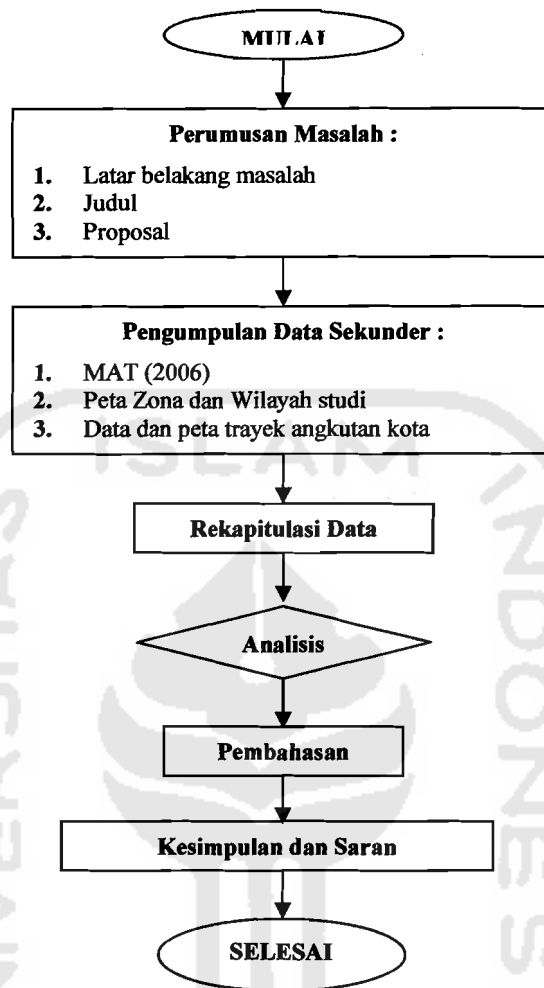 MULAI
Perumusan Masalah :
1. Latar belakang masalah
2. Judul
3. Proposal
Pengumpulan Data Sekunder :
1. MAT (2006)
2. Peta Zona dan Wilayah studi
3. Data dan peta trayek angkutan kota
ISLAM
Rekapitulasi Data
Analisis
Pembahasan
Kesimpulan dan Saran
SELESAI